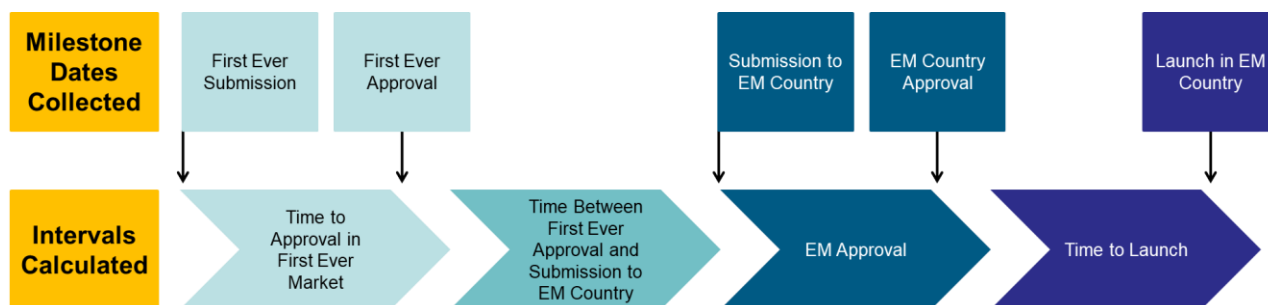 Milestone
Dates
Collected
First Ever
Submission
First Ever
Approval
Submission to
EM Country
EM Country
Approval
Launch in EM
Country
Intervals
Calculated
Time to
Approval in
First Ever
Market
Time Between
First Ever
Approval and
Submission to
EM Country
EM Approval
Time to Launch